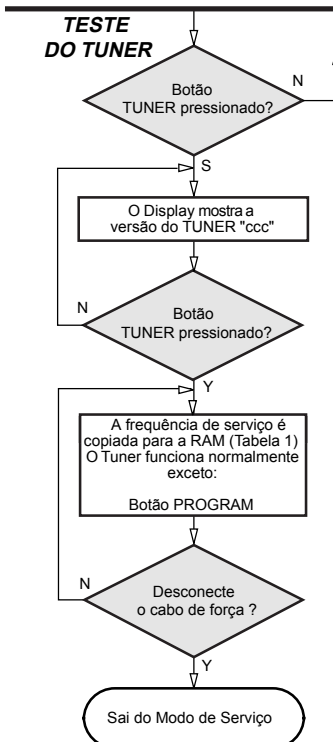 TESTE
DO TUNER
Botão
TUNER pressionado?
N
S
O Display mostra a
versão do TUNER "ccc"
N
Botão
TUNER pressionado?
Y
A frequência de serviço é
copiada para a RAM (Tabela 1)
O Tuner funciona normalmente
exceto:
Botão PROGRAM
N
Desconecte
o cabo de força ?
Y
Sai do Modo de Serviço